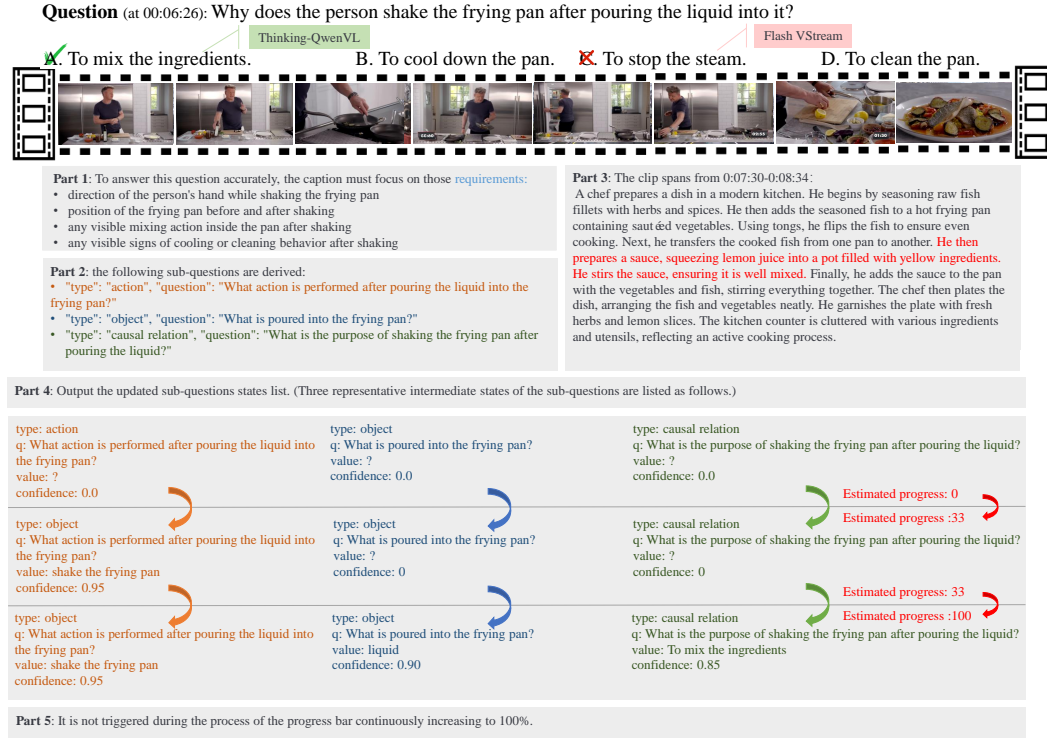 Question (at 00:06:26): Why does the person shake the frying pan after pouring the liquid into it?
Thinking-QwenVL
Flash VStream
A. To mix the ingredients.
B. To cool down the pan.
C. To stop the steam.
D. To clean the pan.
Part 1: To answer this question accurately, the caption must focus on those requirements:
• direction of the person's hand while shaking the frying pan
• position of the frying pan before and after shaking
• any visible mixing action inside the pan after shaking
• any visible signs of cooling or cleaning behavior after shaking
Part 2: the following sub-questions are derived:
• "type": "action", "question": "What action is performed after pouring the liquid into the
frying pan?"
• "type": "object", "question": "What is poured into the frying pan?"
• "type": "causal relation", "question": "What is the purpose of shaking the frying pan after
pouring the liquid?"
Part 3: The clip spans from 0:07:30-0:08:34:
A chef prepares a dish in a modern kitchen. He begins by seasoning raw fish
fillets with herbs and spices. He then adds the seasoned fish to a hot frying pan
containing sautéed vegetables. Using tongs, he flips the fish to ensure even
cooking. Next, he transfers the cooked fish from one pan to another. He then
prepares a sauce, squeezing lemon juice into a pot filled with yellow ingredients.
He stirs the sauce, ensuring it is well mixed. Finally, he adds the sauce to the pan
with the vegetables and fish, stirring everything together. The chef then plates the
dish, arranging the fish and vegetables neatly. He garnishes the plate with fresh
herbs and lemon slices. The kitchen counter is cluttered with various ingredients
and utensils, reflecting an active cooking process.
Part 4: Output the updated sub-questions states list. (Three representative intermediate states of the sub-questions are listed as follows.)
type: action
q: What action is performed after pouring the liquid into
the frying pan?
value: ?
confidence: 0.0
type: object
q: What is poured into the frying pan?
value: ?
confidence: 0.0
type: causal relation
q: What is the purpose of shaking the frying pan after pouring the liquid?
value: ?
confidence: 0.0
Estimated progress: 0
Estimated progress :33
type: object
q: What action is performed after pouring the liquid into
the frying pan?
value: shake the frying pan
confidence: 0.95
type: object
q: What is poured into the frying pan?
value: ?
confidence: 0
type: causal relation
q: What is the purpose of shaking the frying pan after pouring the liquid?
value: ?
confidence: 0
Estimated progress: 33
Estimated progress :100
type: object
q: What action is performed after pouring the liquid into
the frying pan?
value: shake the frying pan
confidence: 0.95
type: object
q: What is poured into the frying pan?
value: liquid
confidence: 0.90
type: causal relation
q: What is the purpose of shaking the frying pan after pouring the liquid?
value: To mix the ingredients
confidence: 0.85
Part 5: It is not triggered during the process of the progress bar continuously increasing to 100%.